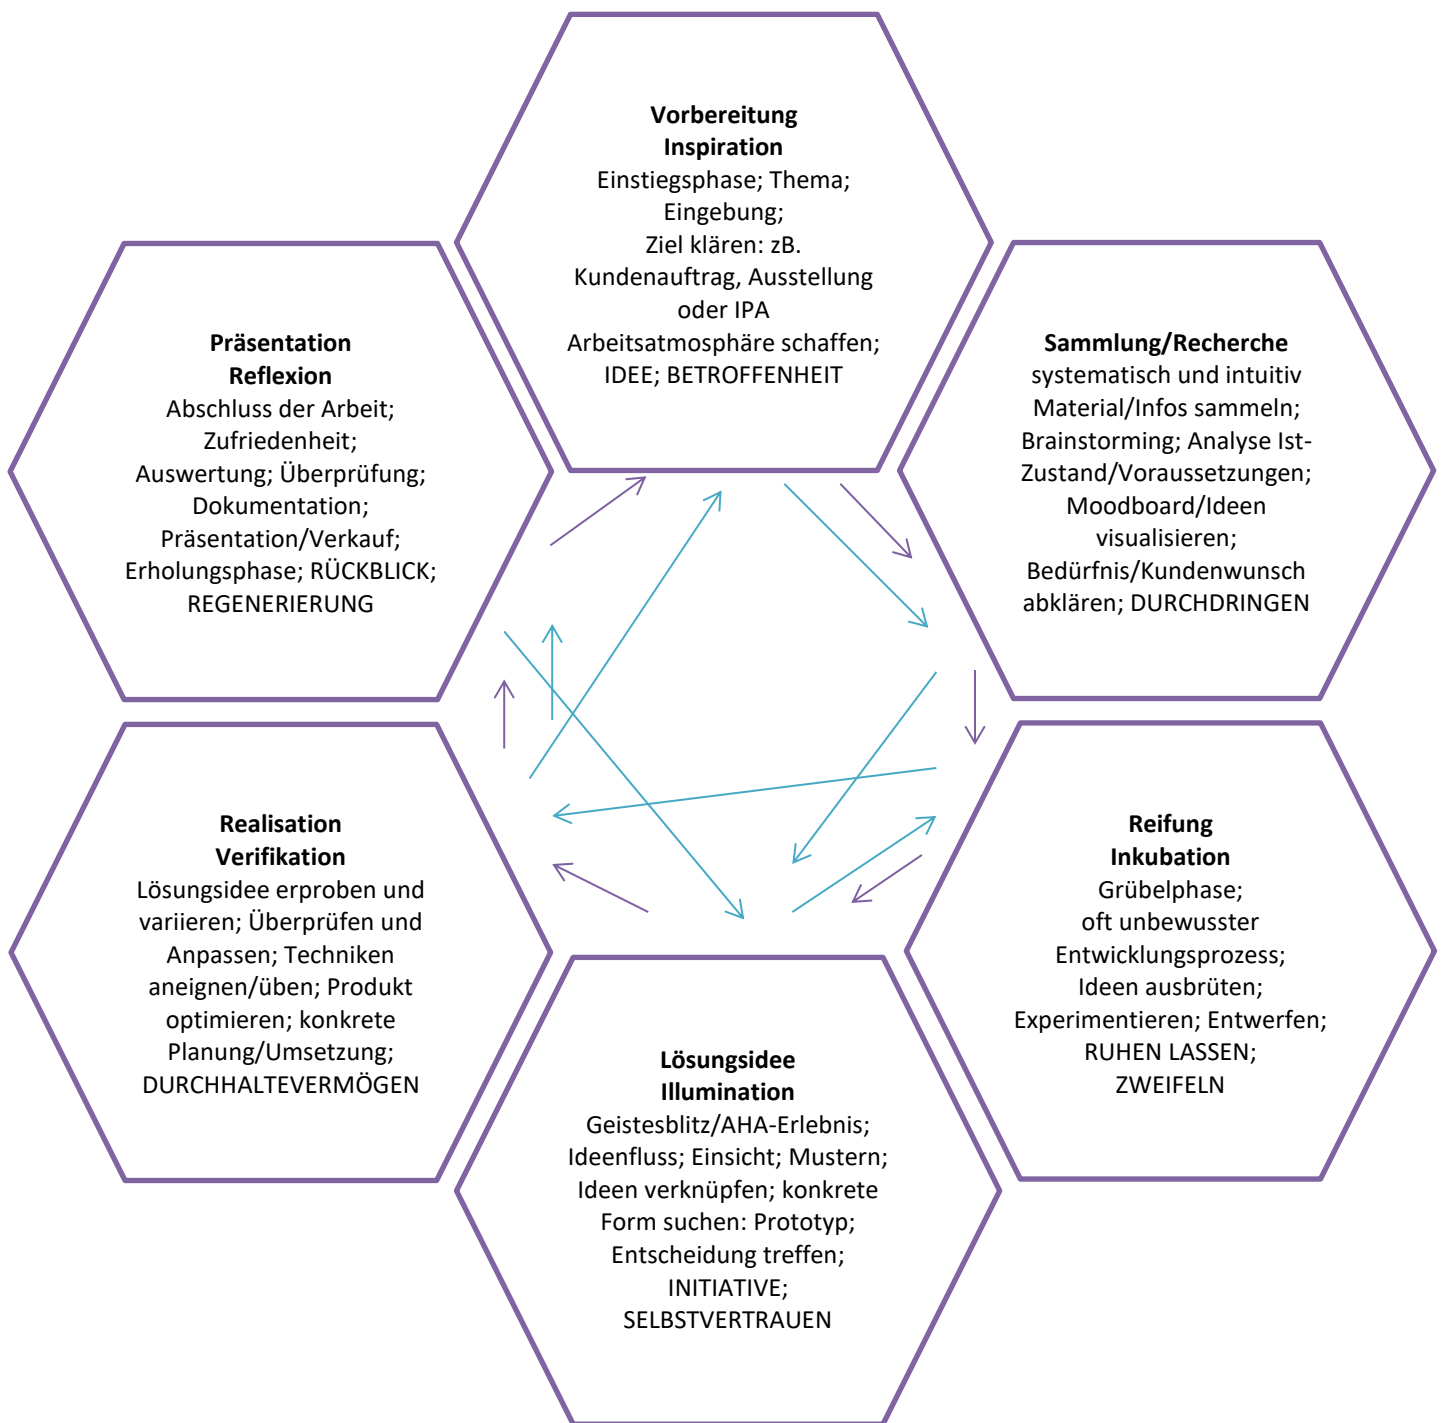 Vorbereitung
Inspiration
Einstiegsphase; Thema;
Eingebung;
Ziel klären: zB.
Kundenauftrag, Ausstellung
oder IPA
Arbeitsatmosphäre schaffen;
IDEE; BETROFFENHEIT
Sammlung/Recherche
systematisch und intuitiv
Material/Infos sammeln;
Brainstorming; Analyse Ist-
Zustand/Voraussetzungen;
Moodboard/Ideen
visualisieren;
Bedürfnis/Kundenwunsch
abklären; DURCHDRINGEN
Reifung
Inkubation
Grübelphase;
oft unbewusster
Entwicklungsprozess;
Ideen ausbrüten;
Experimentieren; Entwerfen;
RUHEN LASSEN;
ZWEIFELN
Lösungsidee
Illumination
Geistesblitz/AHA-Erlebnis;
Ideenfluss; Einsicht; Mustern;
Ideen verknüpfen; konkrete
Form suchen: Prototyp;
Entscheidung treffen;
INITIATIVE;
SELBSTVERTRAUEN
Realisation
Verifikation
Lösungsidee erproben und
variieren; Überprüfen und
Anpassen; Techniken
aneignen/üben; Produkt
optimieren; konkrete
Planung/Umsetzung;
DURCHHALTEVERMÖGEN
Präsentation
Reflexion
Abschluss der Arbeit;
Zufriedenheit;
Auswertung; Überprüfung;
Dokumentation;
Präsentation/Verkauf;
Erholungsphase; RÜCKBLICK;
REGENERIERUNG